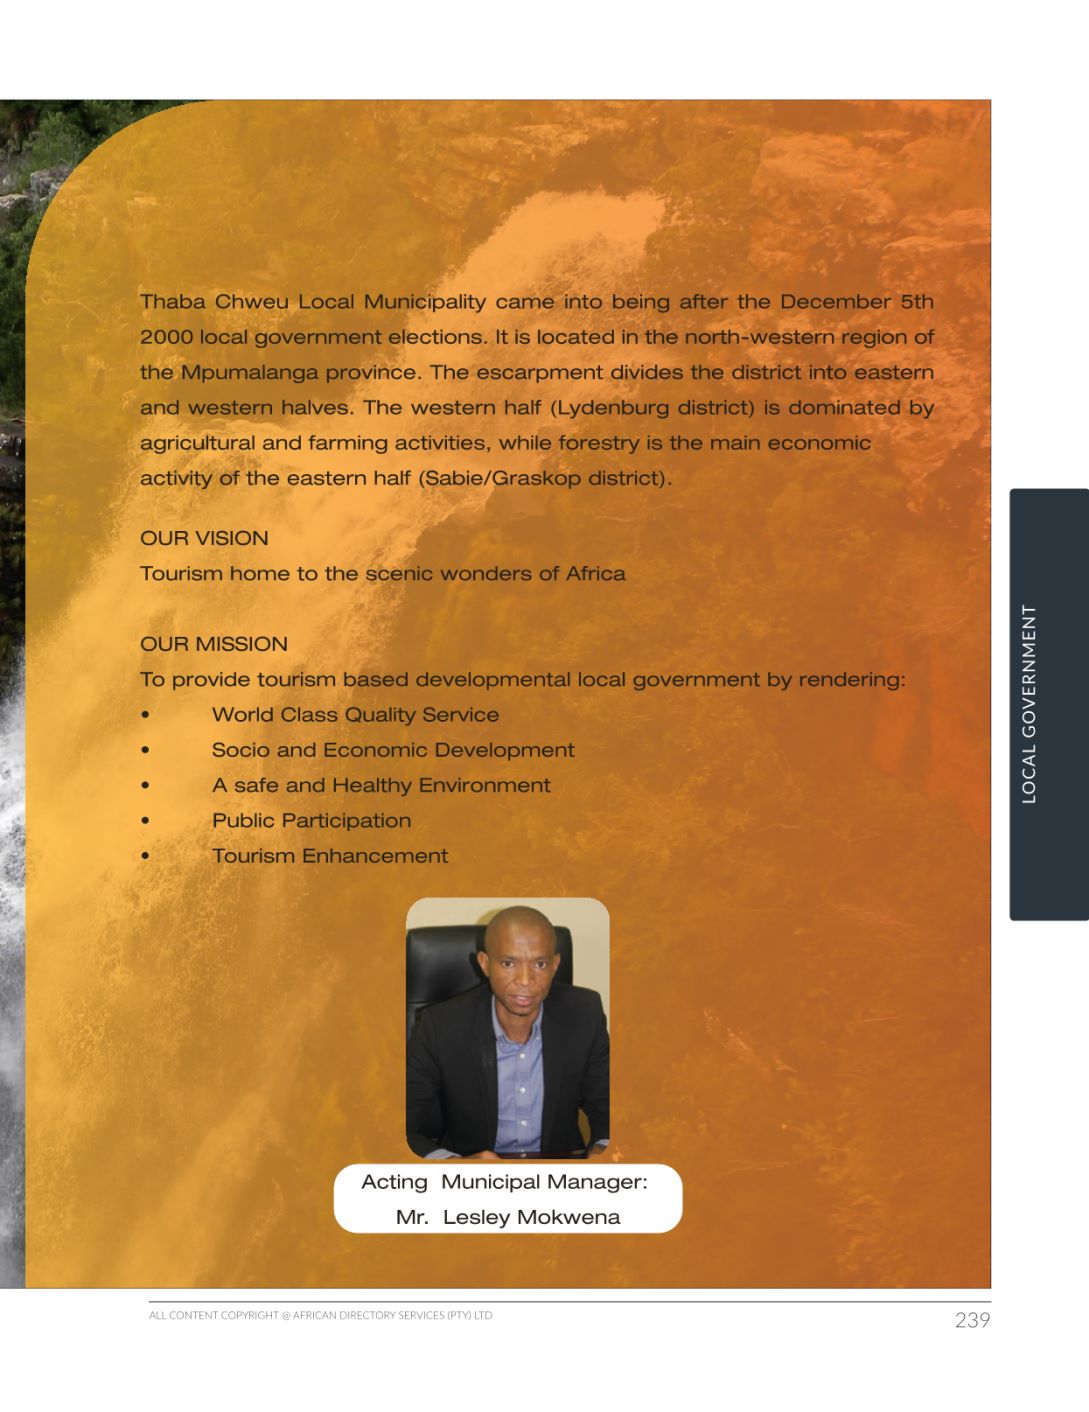 Thaba Chweu Local Municipality came into being after the December 5th
2000 local government elections. It is located in the north-western region of
the Mpumalanga province. The escarpment divides the district into eastern
and western halves. The western half (Lydenburg district) is dominated by
agricultural and farming activities, while forestry is the main economic
activity of the eastern half (Sabie/Graskop district).
OUR VISION
Tourism home to the scenic wonders of Africa
OUR MISSION
To provide tourism based developmental local government by rendering:
• World Class Quality Service
• Socio and Economic Development
• A safe and Healthy Environment
• Public Participation
• Tourism Enhancement
Acting Municipal Manager:
Mr. Lesley Mokwena
LOCAL GOVERNMENT
ALL CONTENT COPYRIGHT @ AFRICAN DIRECTORY SERVICES (PTY) LTD
239